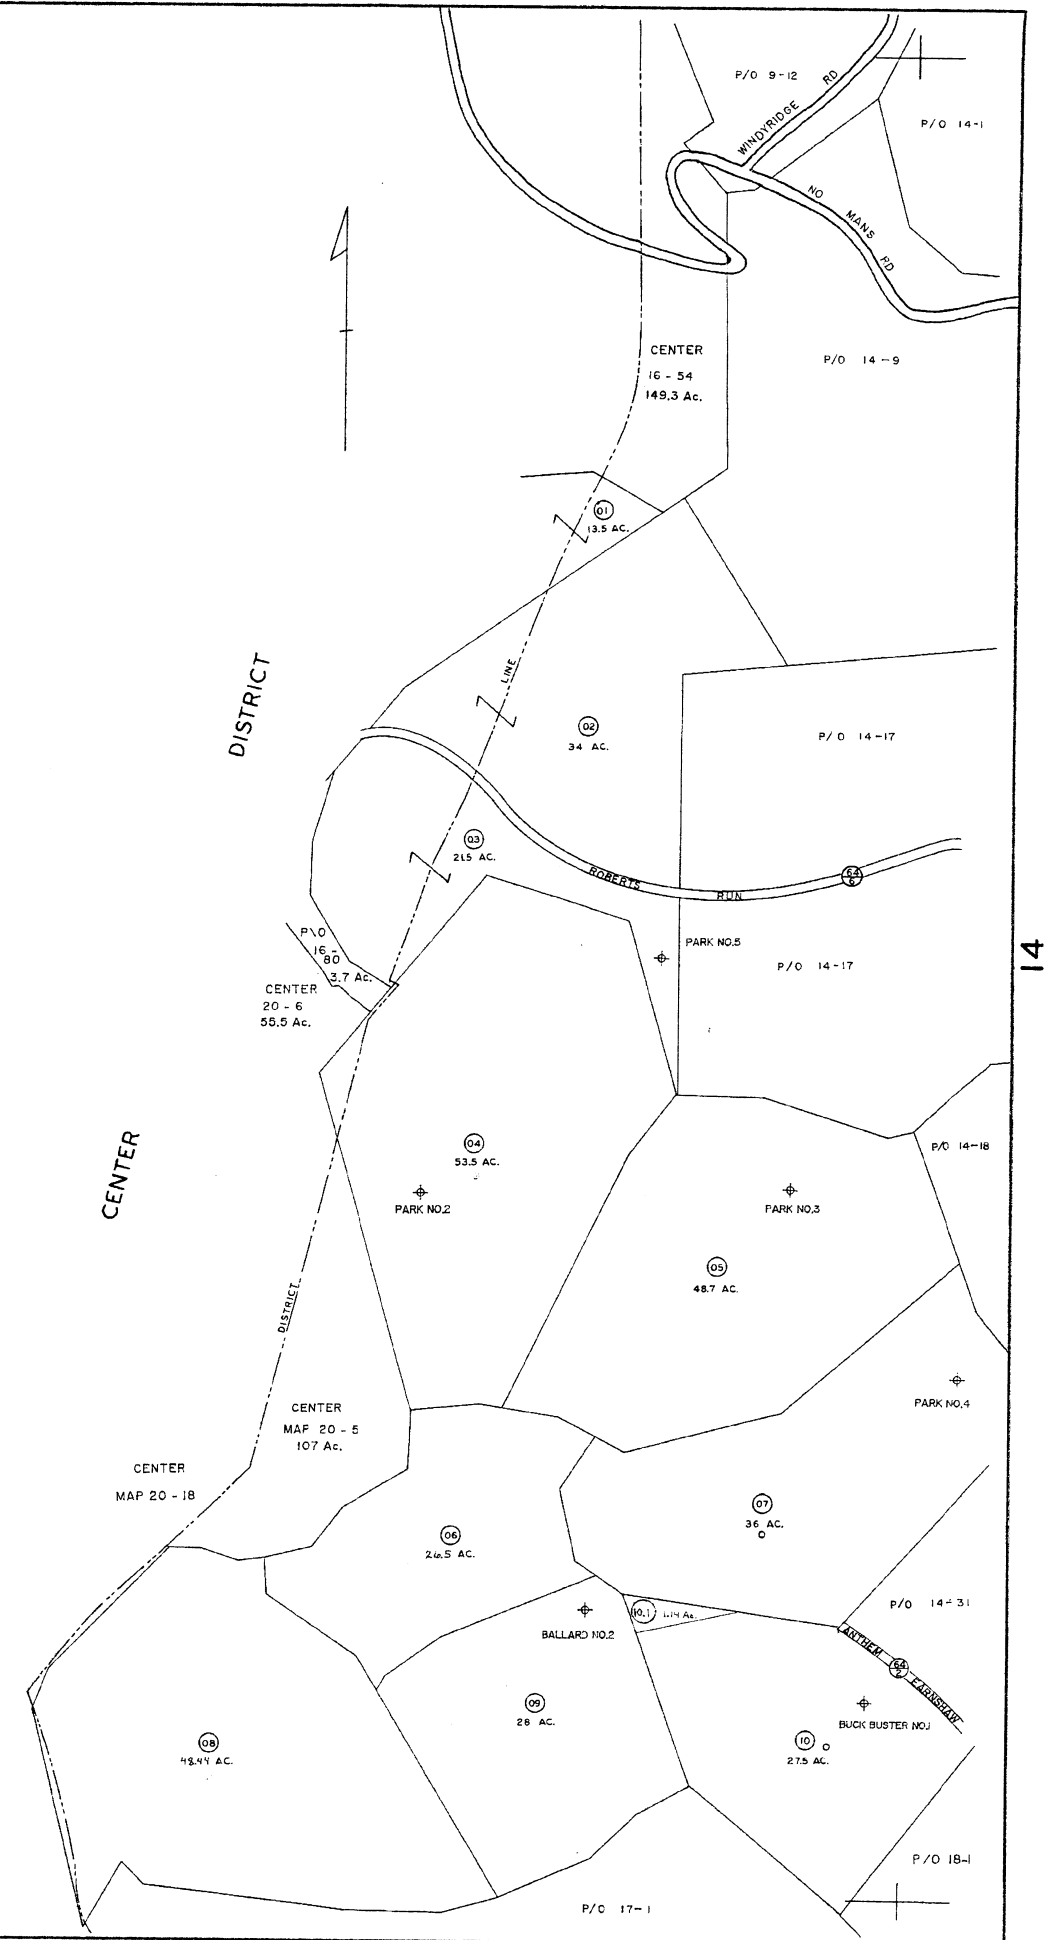 P/O 9-12
WINDYRIDGE RD
P/O 14-1
NO MANS RD
CENTER
16 - 54
149.3 Ac.
P/O 14-9
01
13.5 AC.
DISTRICT
LINE
02
34 AC.
P/O 14-17
03
21.5 AC.
ROBERTS RUN
64
6
P\O
16 -
80
3.7 Ac.
CENTER
20 - 6
55.5 Ac.
PARK NO.5
P/O 14-17
14
CENTER
04
53.5 AC.
PARK NO.2
PARK NO.3
P/O 14-18
05
48.7 AC.
DISTRICT
PARK NO.4
CENTER
MAP 20 - 5
107 Ac.
CENTER
MAP 20 - 18
06
26.5 AC.
07
36 AC.
10.1
1.14 Ac.
P/O 14-31
BALLARD NO.2
ANTHEM EARNSHAW
64
2
09
28 AC.
BUCK BUSTER NO.1
08
48.44 AC.
10
27.5 AC.
P/O 18-1
P/O 17-1